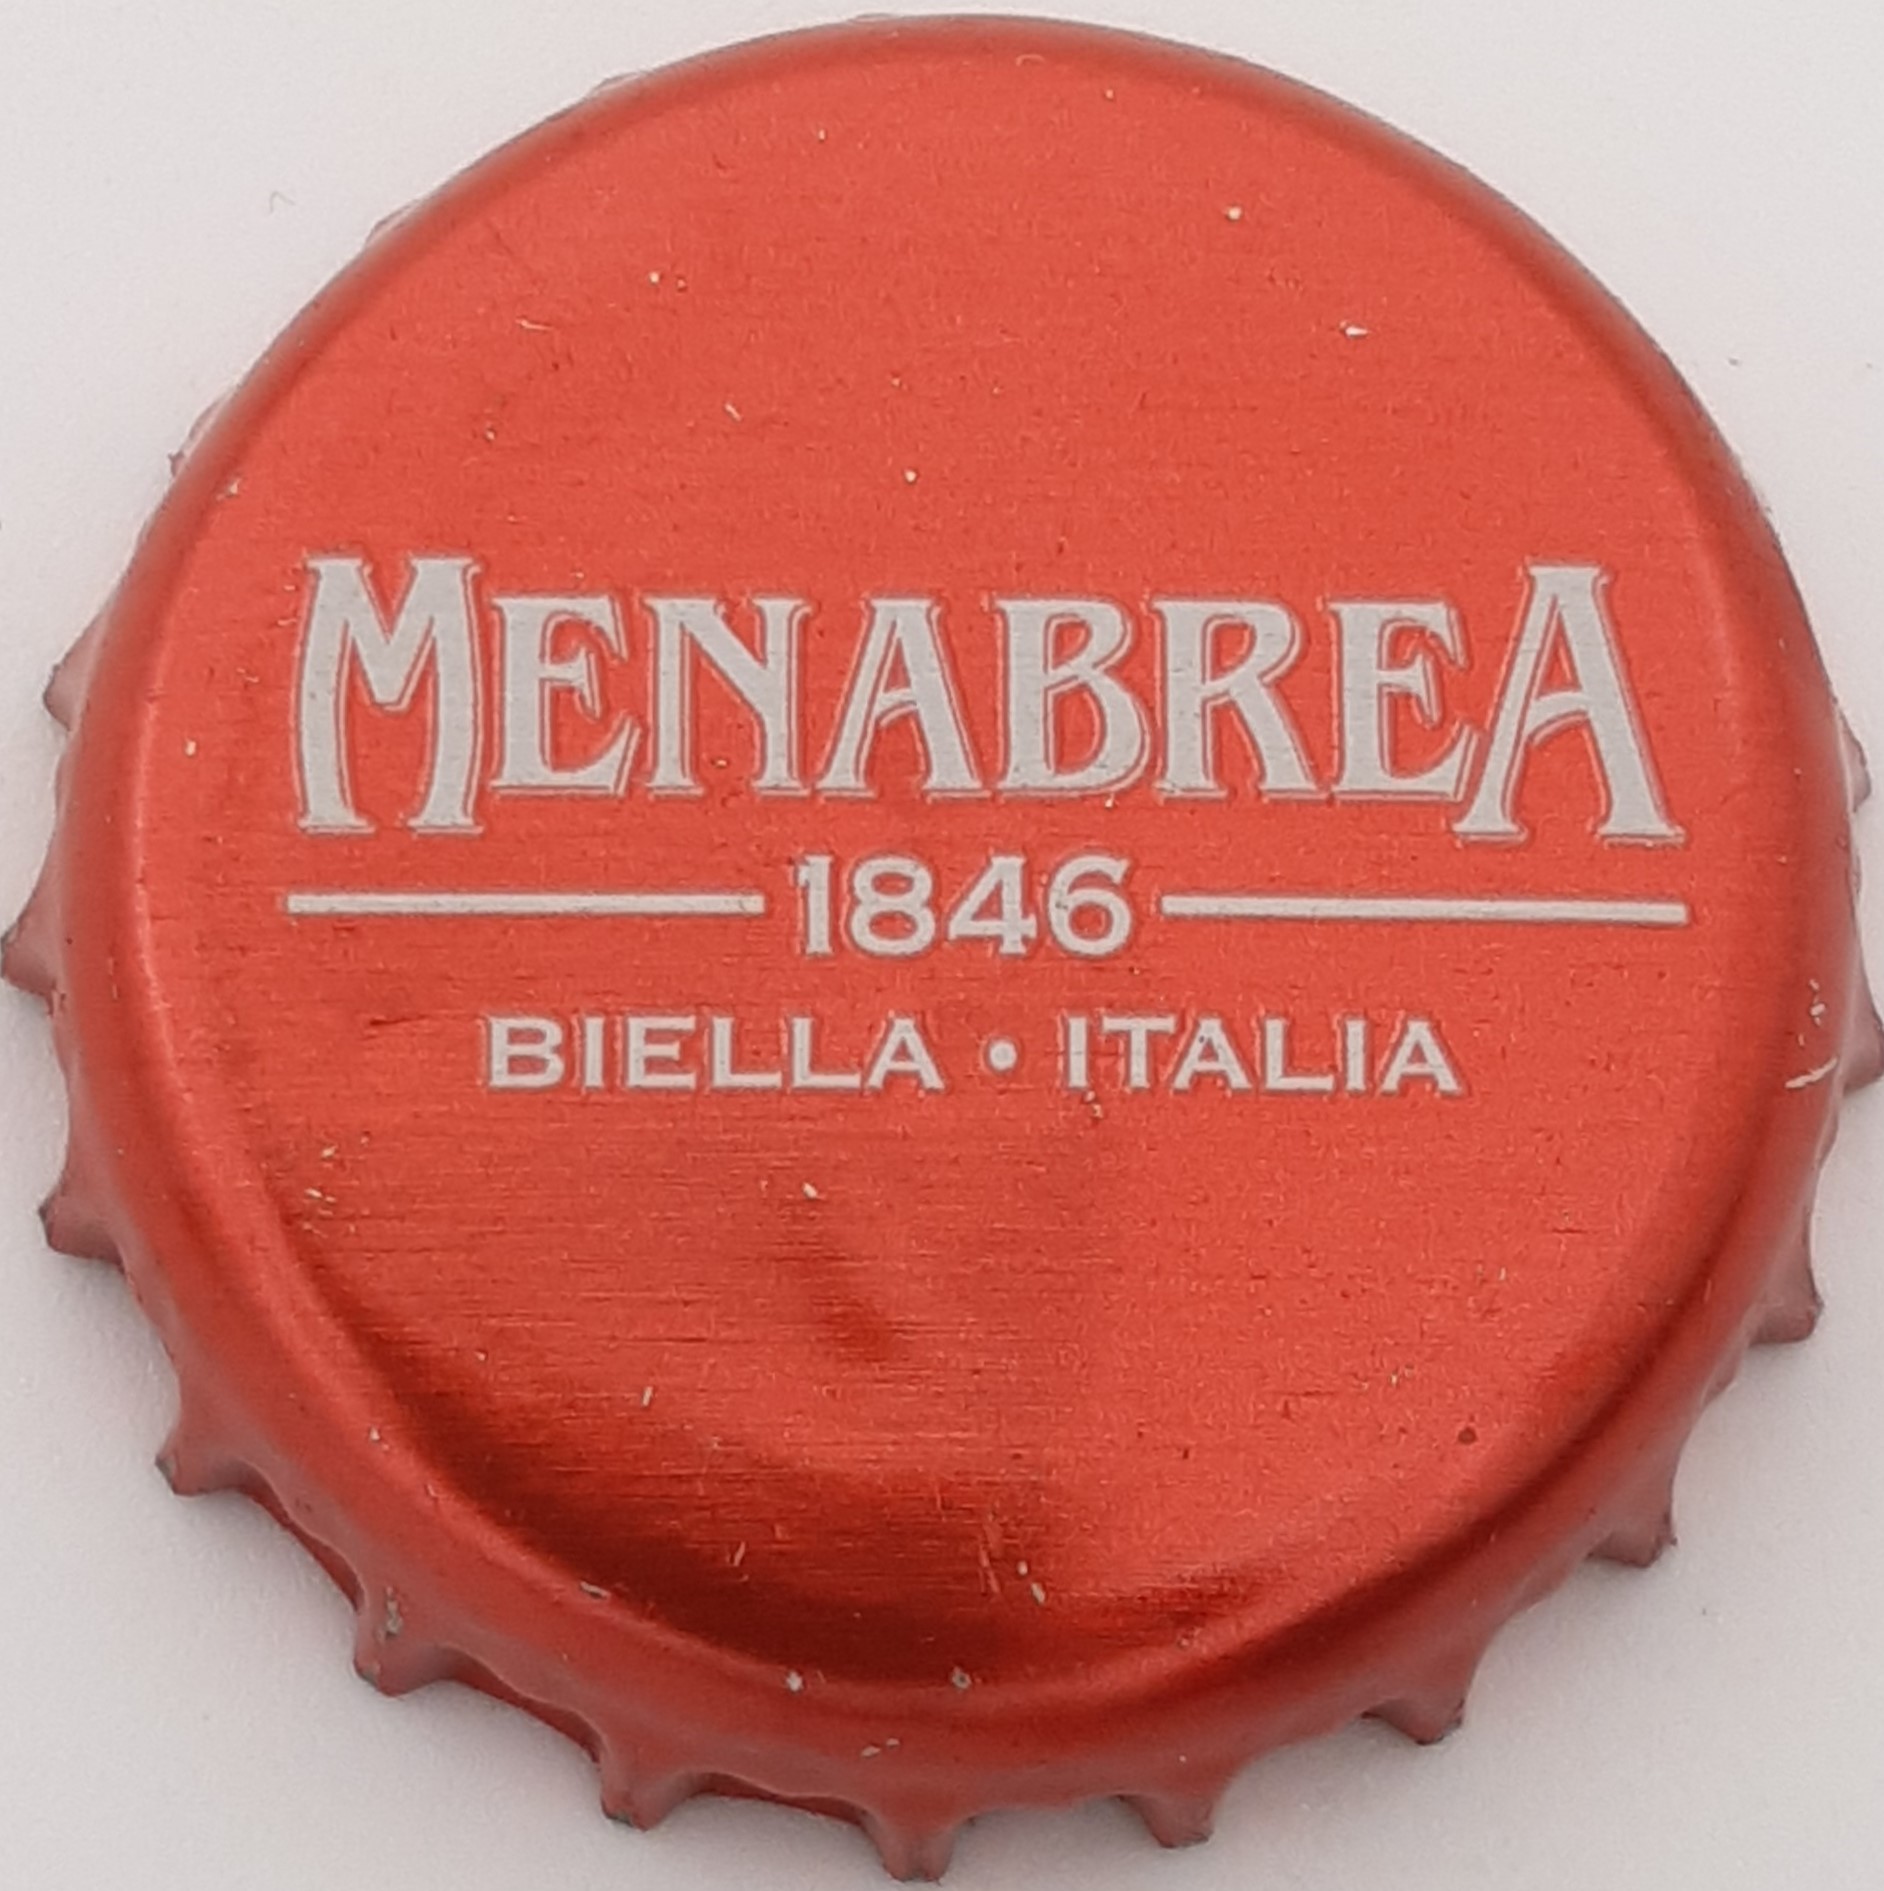 MENABREA
1846
BIELLA • ITALIA